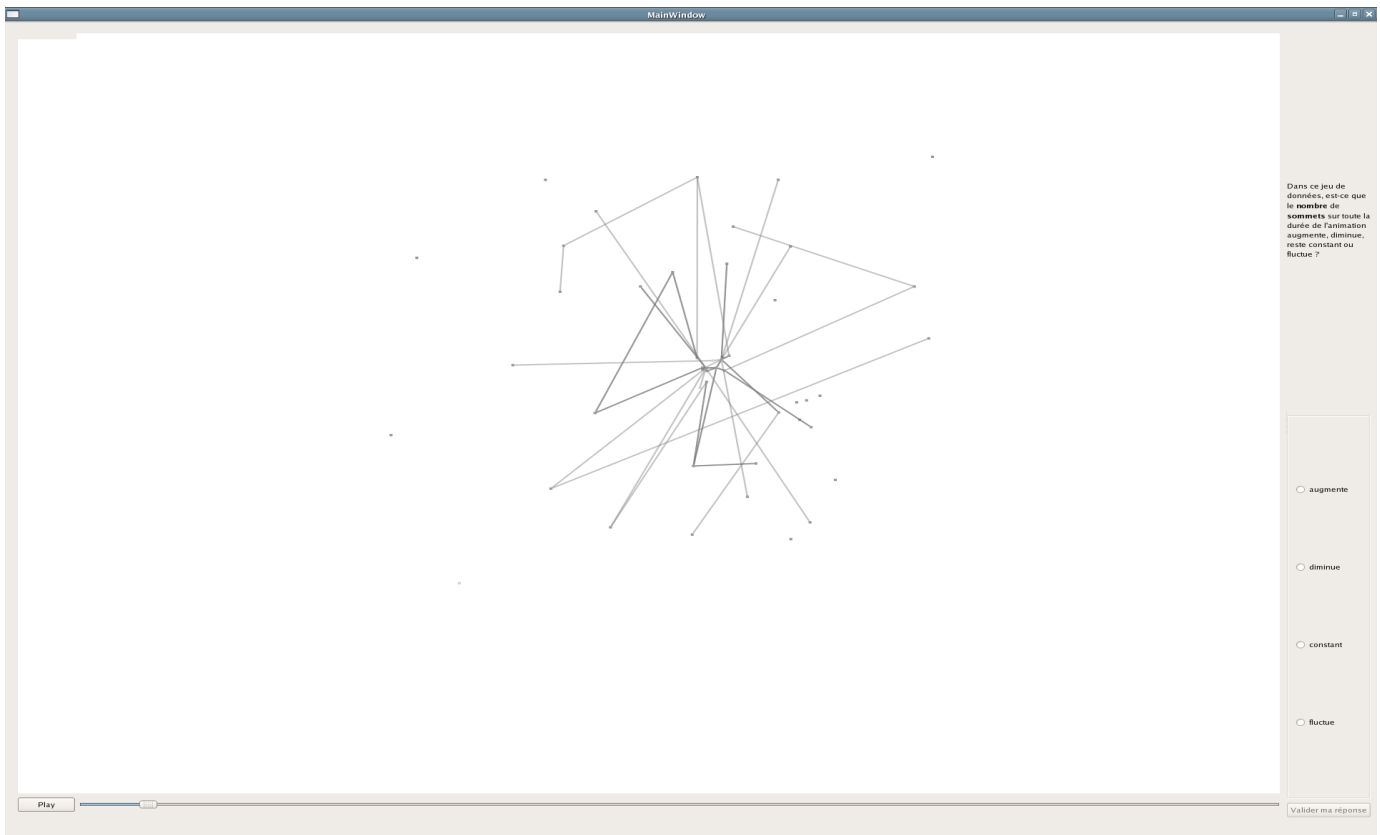 MainWindow
Dans ce jeu de
données, est-ce que
le nombre de
sommets sur toute la
durée de l'animation
augmente, diminue,
reste constant ou
fluctue ?
augmente
diminue
constant
fluctue
Play
Valider ma réponse